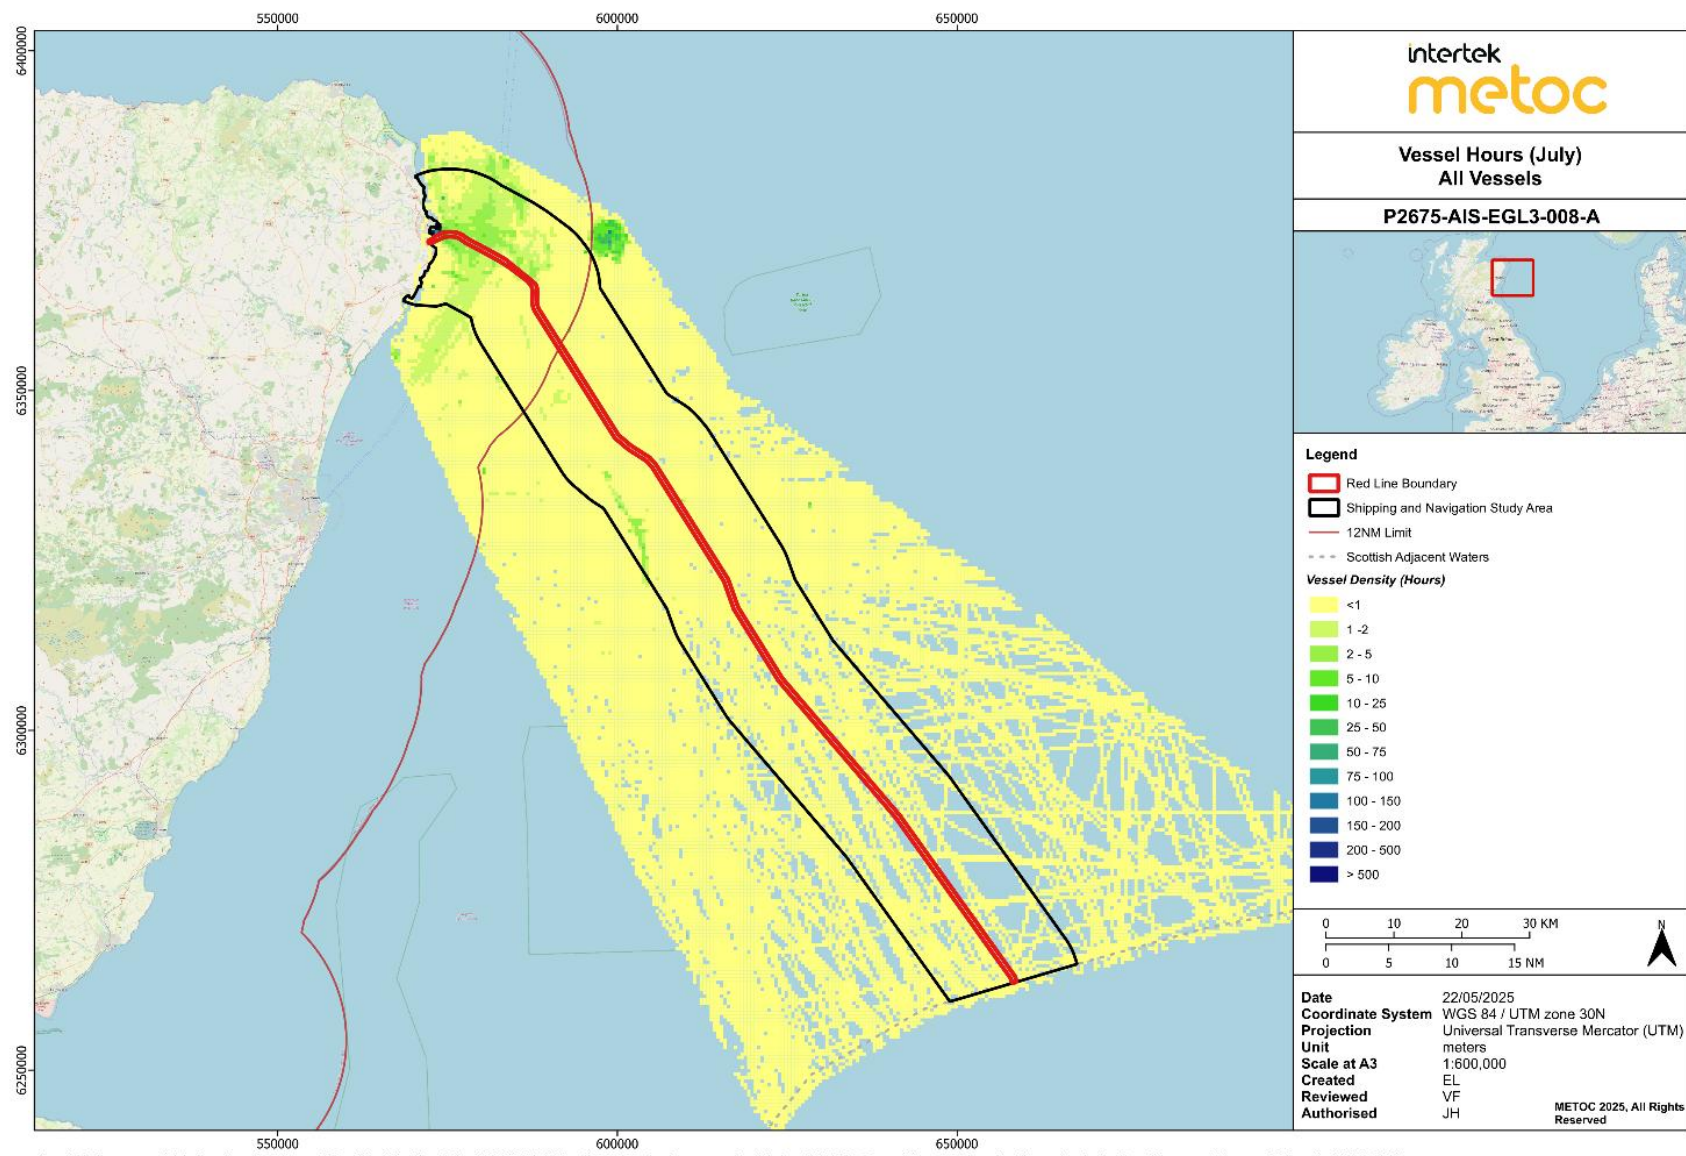 550000
600000
650000
6400000
6350000
6300000
6250000
550000
600000
650000
intertek
metoc
Vessel Hours (July)
All Vessels
P2675-AIS-EGL3-008-A
Legend
Red Line Boundary
Shipping and Navigation Study Area
12NM Limit
Scottish Adjacent Waters
Vessel Density (Hours)
<1
1 -2
2 - 5
5 - 10
10 - 25
25 - 50
50 - 75
75 - 100
100 - 150
150 - 200
200 - 500
> 500
0 10 20 30 KM
0 5 10 15 NM
N
Date 22/05/2025
Coordinate System WGS 84 / UTM zone 30N
Projection Universal Transverse Mercator (UTM)
Unit meters
Scale at A3 1:600,000
Created EL
Reviewed VF
Authorised JH
METOC 2025, All Rights
Reserved